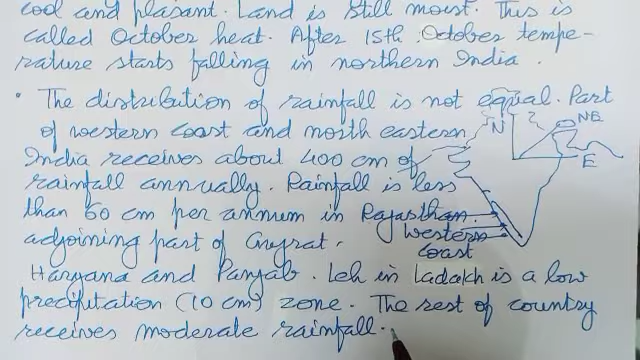 cool and pleasant. Land is still moist. This is
called October heat. After 15th October tempe-
rature starts falling in northern India.
• The distribution of rainfall is not equal. Part
of western coast and north eastern
India receives about 400 cm of
rainfall annually. Rainfall is less
than 60 cm per annum in Rajasthan
adjoining part of Gujrat.
Haryana and Panjab. Leh in Ladakh is a low
precipitation (10 cm) zone. The rest of country
receives moderate rainfall.
N
NE
E
Western
Coast